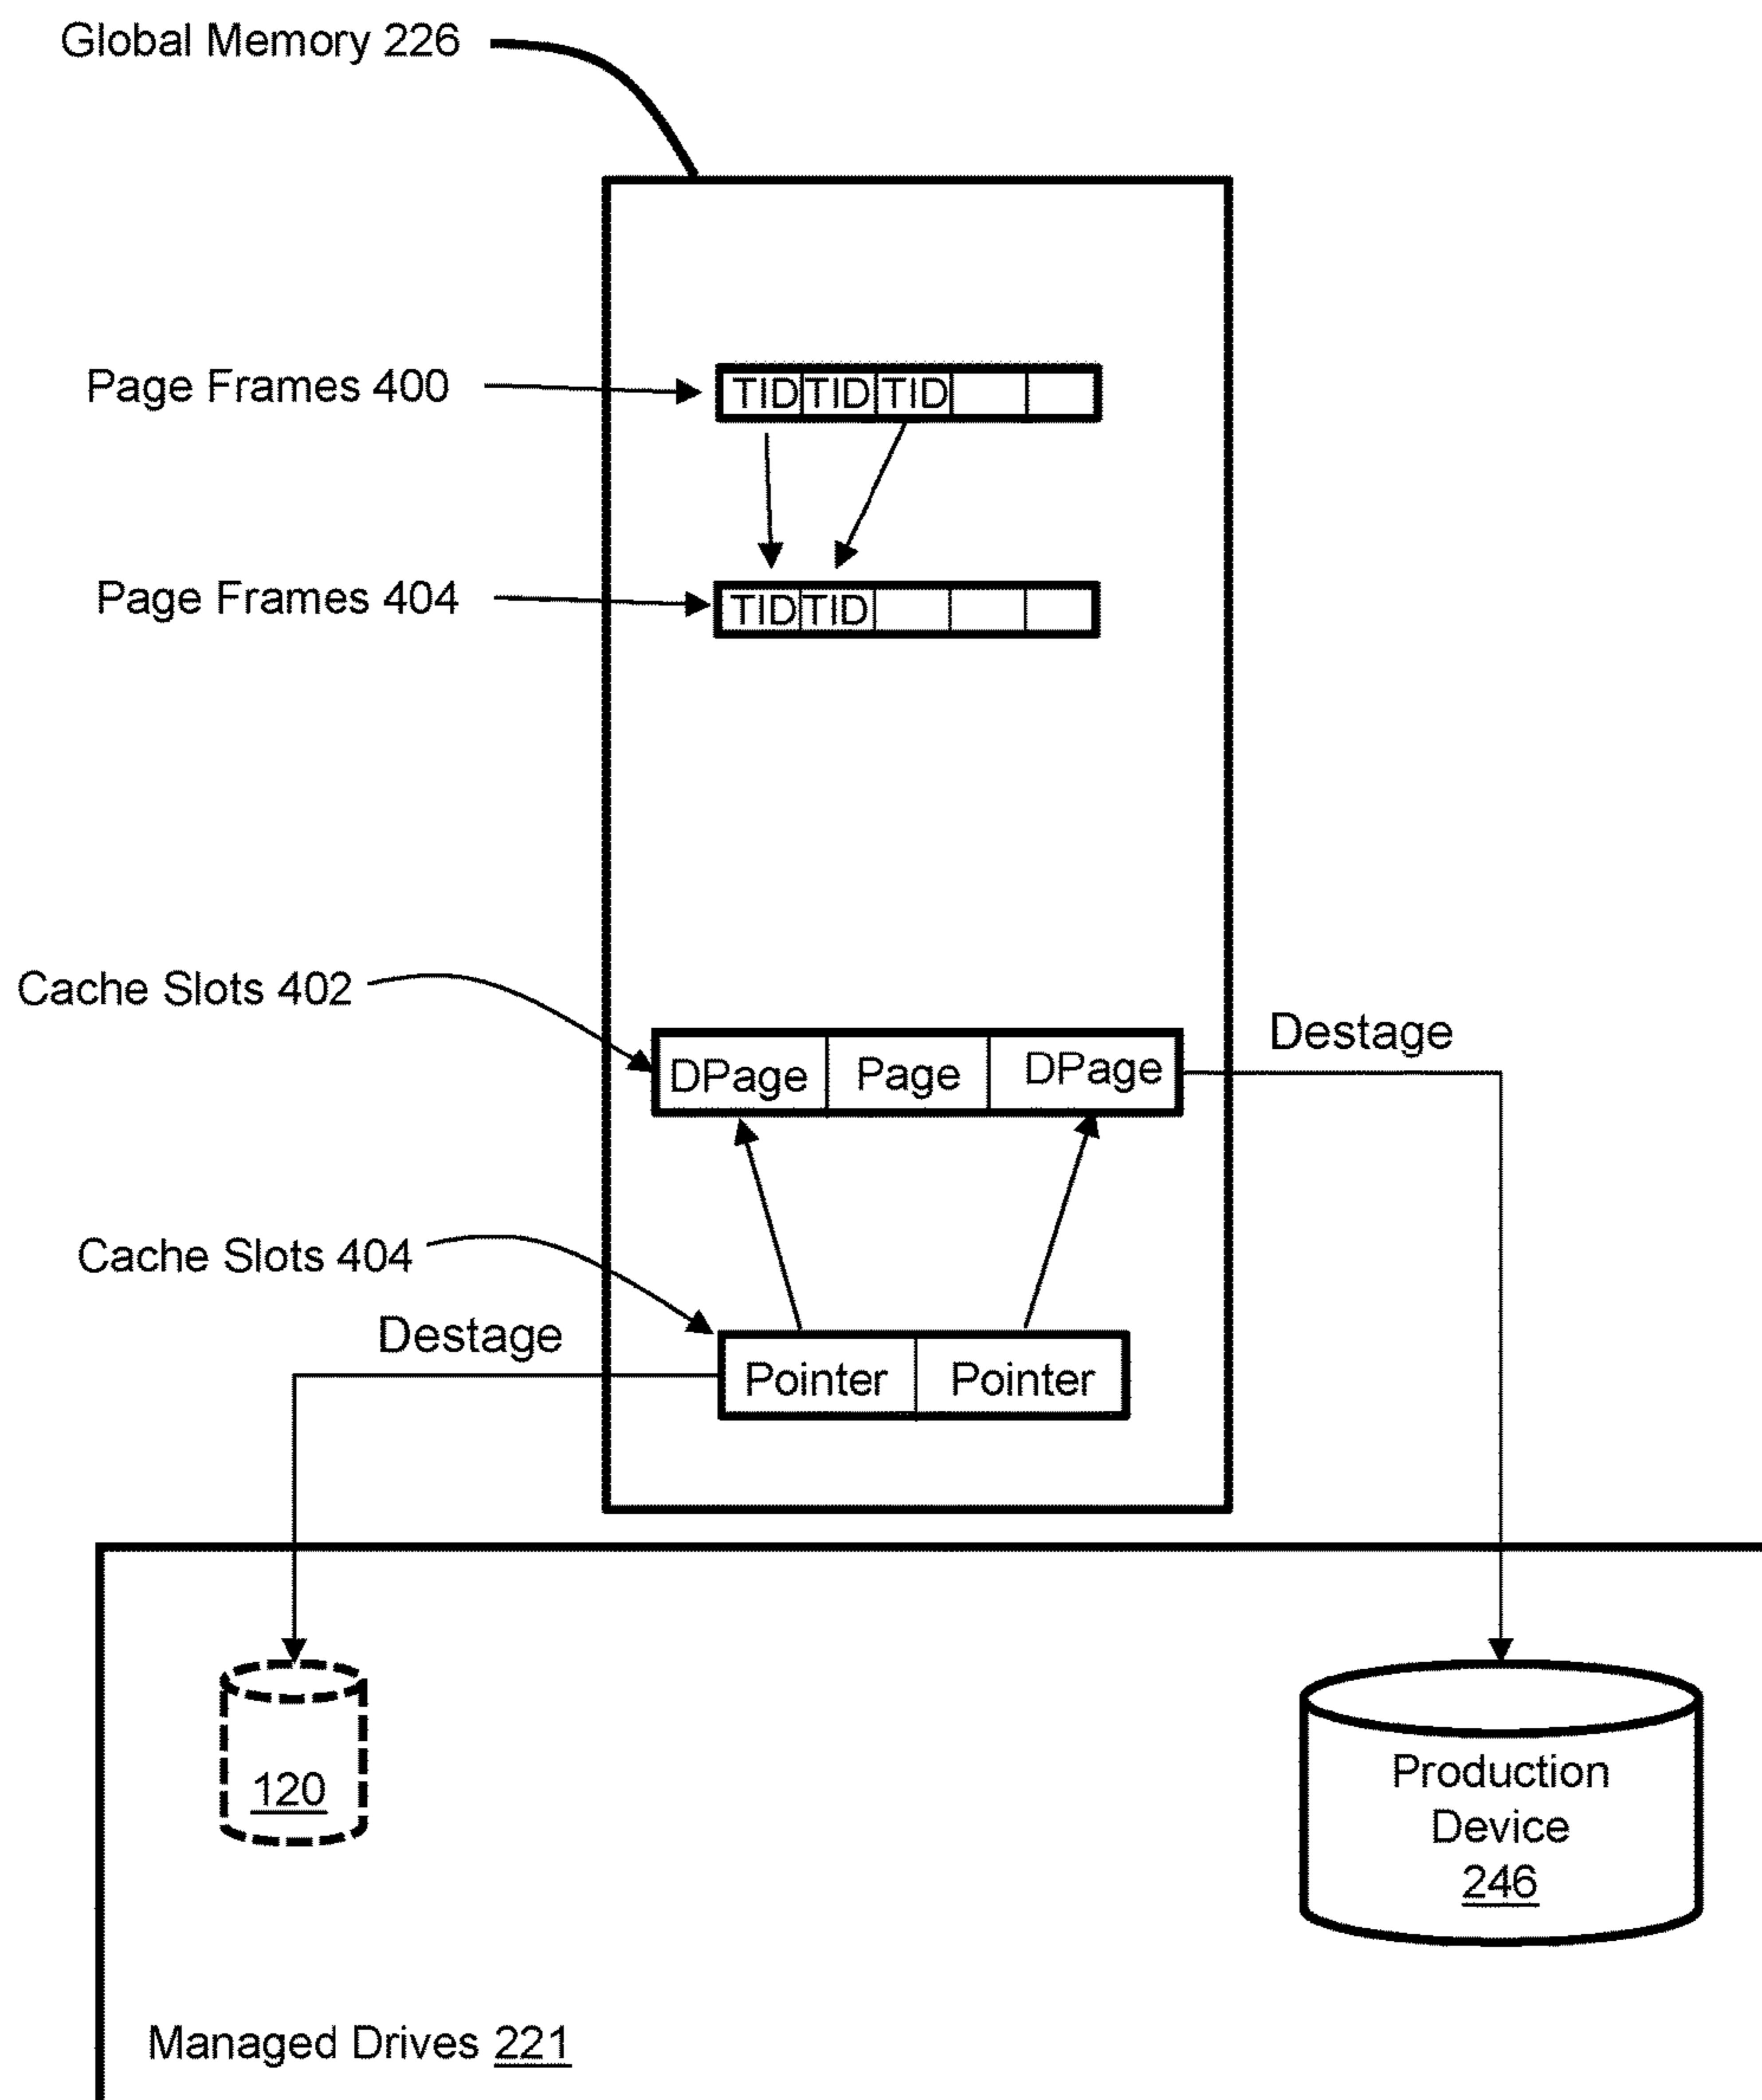 Global Memory 226
Page Frames 400
TID TID TID
Page Frames 404
TID TID
Cache Slots 402
Destage
DPage Page DPage
Cache Slots 404
Destage
Pointer Pointer
120
Production
Device
246
Managed Drives 221